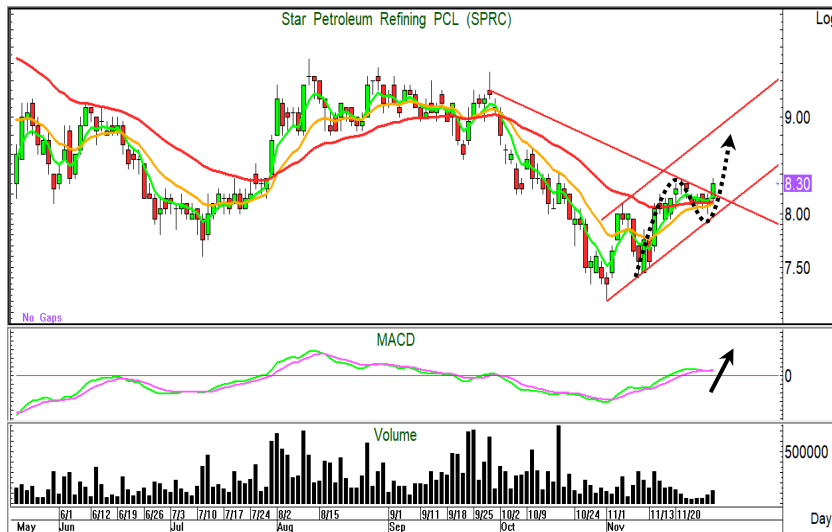 Star Petroleum Refining PCL (SPRC)
Log
9.00
8.30
8.00
7.50
No Gaps
MACD
0
Volume
500000
6/1 6/12 6/19 6/26 7/3 7/10 7/17 7/24 8/2 8/15 9/1 9/11 9/18 9/25 10/2 10/9 10/24 11/1 11/13 11/20
May Jun Jul Aug Sep Oct Nov Day